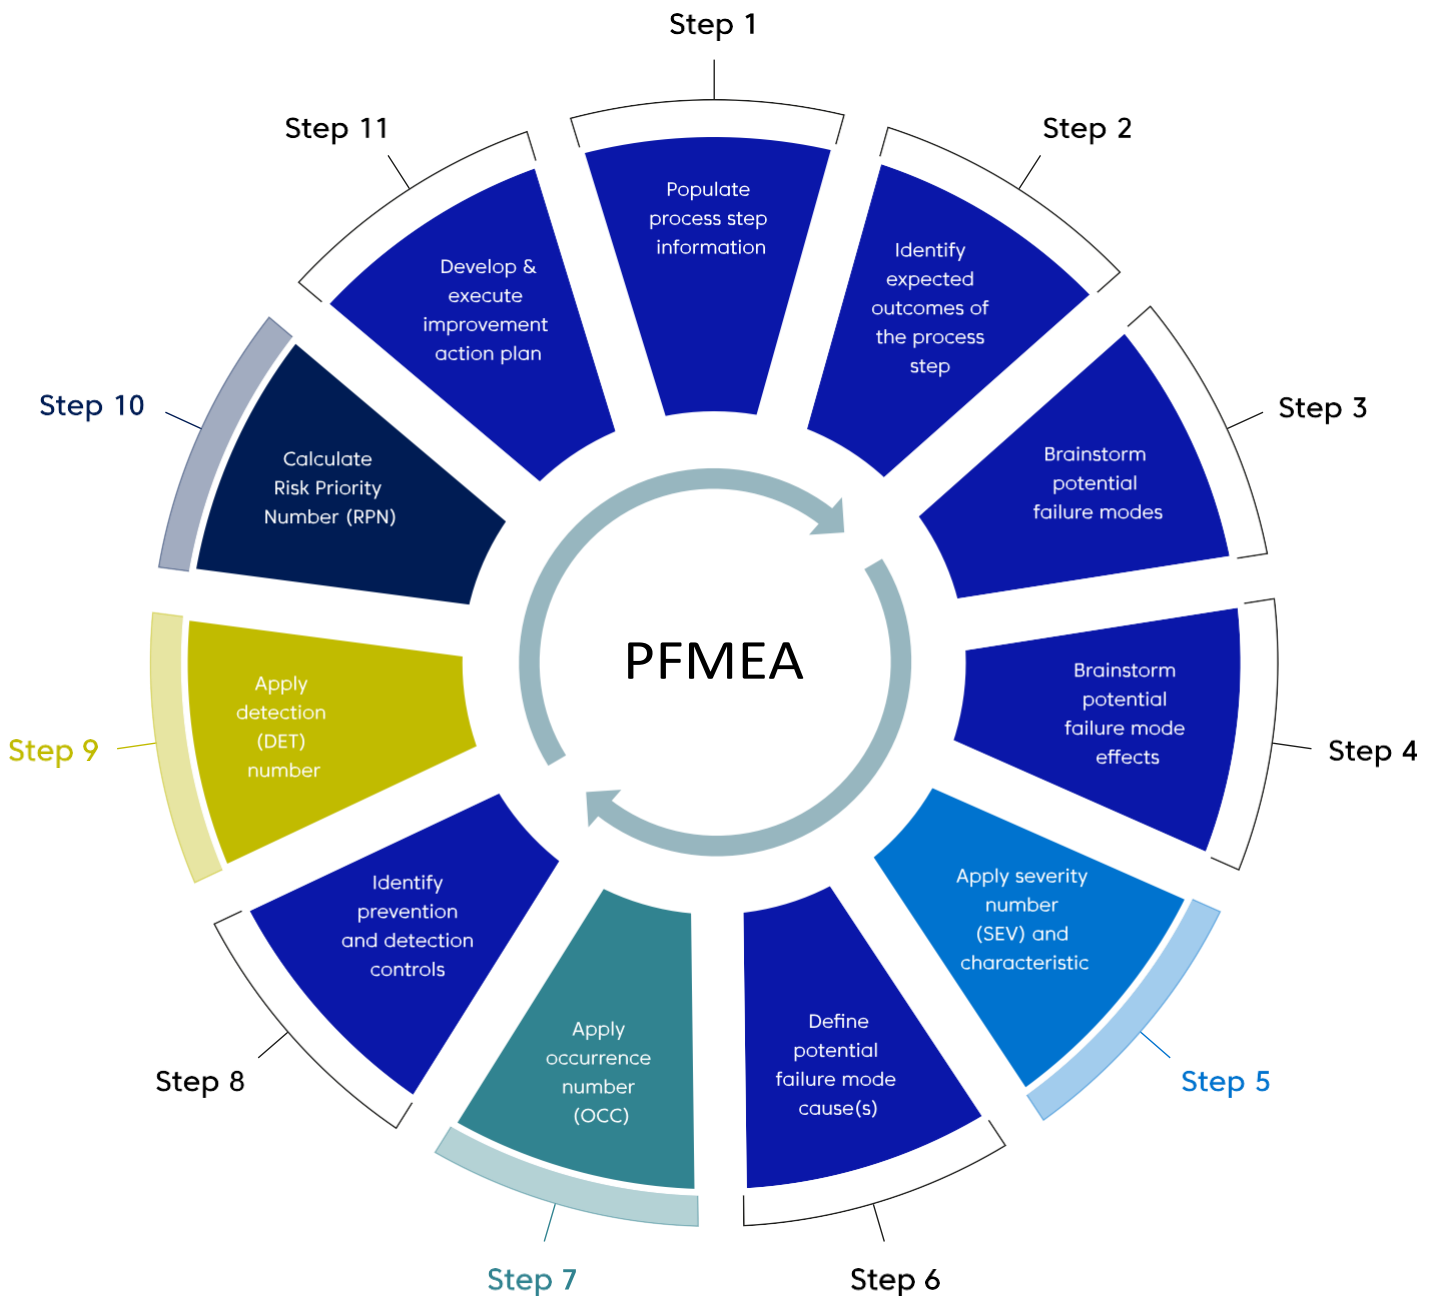 Step 1
Populate
process step
information
Step 2
Identify
expected
outcomes of
the process
step
Step 3
Brainstorm
potential
failure modes
Step 4
Brainstorm
potential
failure mode
effects
Step 5
Apply severity
number
(SEV) and
characteristic
Step 6
Define
potential
failure mode
cause(s)
Step 7
Apply
occurrence
number
(OCC)
Step 8
Identify
prevention
and detection
controls
Step 9
Apply
detection
(DET)
number
Step 10
Calculate
Risk Priority
Number (RPN)
Step 11
Develop &
execute
improvement
action plan
PFMEA